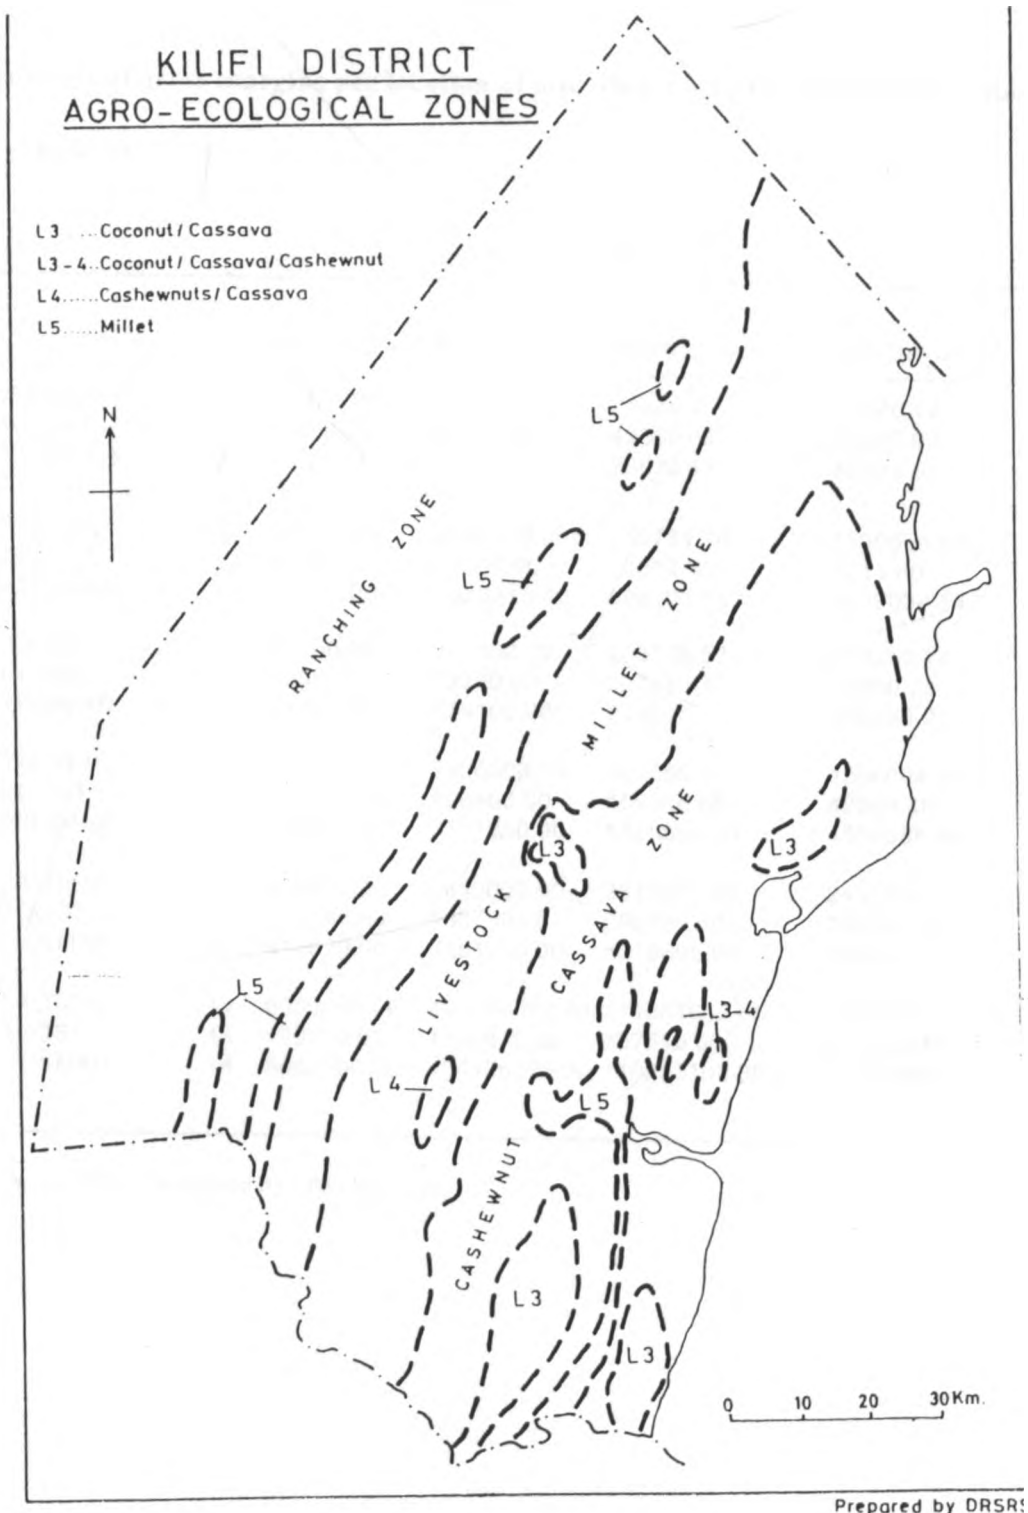 KILIFI DISTRICT
AGRO-ECOLOGICAL ZONES
L3 ...Coconut/Cassava
L3-4..Coconut/Cassava/Cashewnut
L4......Cashewnuts/Cassava
L5......Millet
N
L5
RANCHING ZONE
L5
MILLET ZONE
L3
L3
LIVESTOCK
CASSAVA ZONE
L5
L3-4
L4
L5
CASHEWNUT
L3
L3
0 10 20 30Km.
Prepared by DRSRS